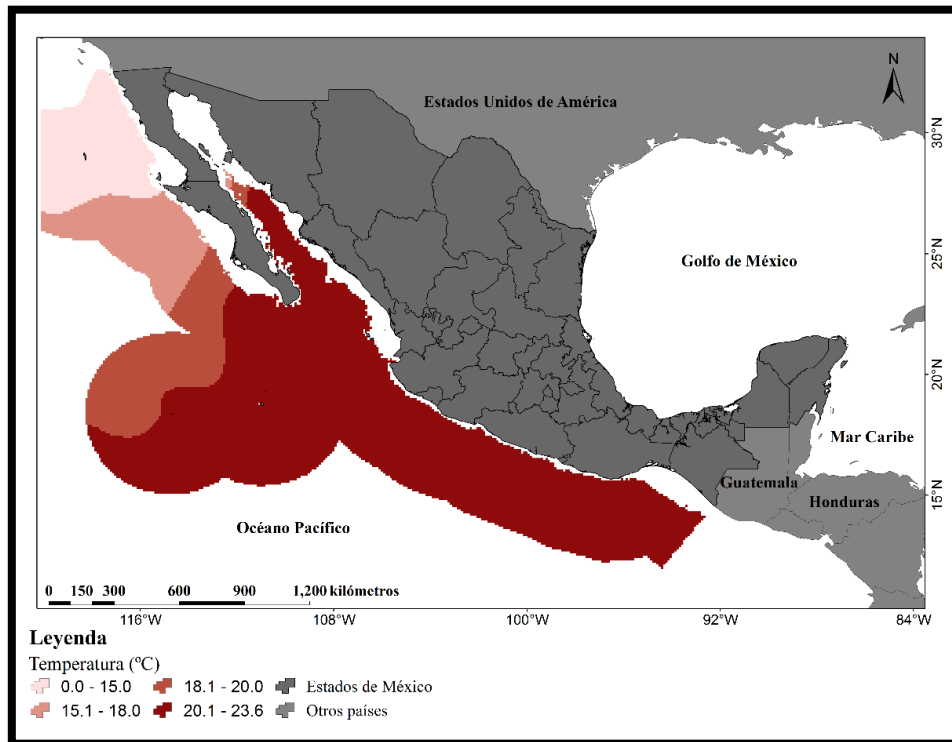 N
Estados Unidos de América
30°N
Golfo de México
25°N
20°N
Mar Caribe
Guatemala
Honduras
15°N
Océano Pacífico
0 150 300 600 900 1,200 kilómetros
116°W 108°W 100°W 92°W 84°W
Leyenda
Temperatura (ºC)
0.0 - 15.0 18.1 - 20.0 Estados de México
15.1 - 18.0 20.1 - 23.6 Otros países